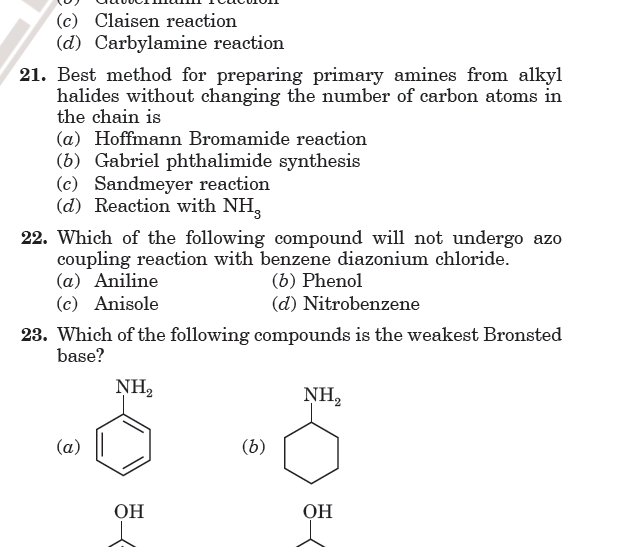 (c) Claisen reaction
(d) Carbylamine reaction
21. Best method for preparing primary amines from alkyl
halides without changing the number of carbon atoms in
the chain is
(a) Hoffmann Bromamide reaction
(b) Gabriel phthalimide synthesis
(c) Sandmeyer reaction
(d) Reaction with NH₃
22. Which of the following compound will not undergo azo
coupling reaction with benzene diazonium chloride.
(a) Aniline (b) Phenol
(c) Anisole (d) Nitrobenzene
23. Which of the following compounds is the weakest Bronsted
base?
NH₂ NH₂
(a) (b)
OH OH